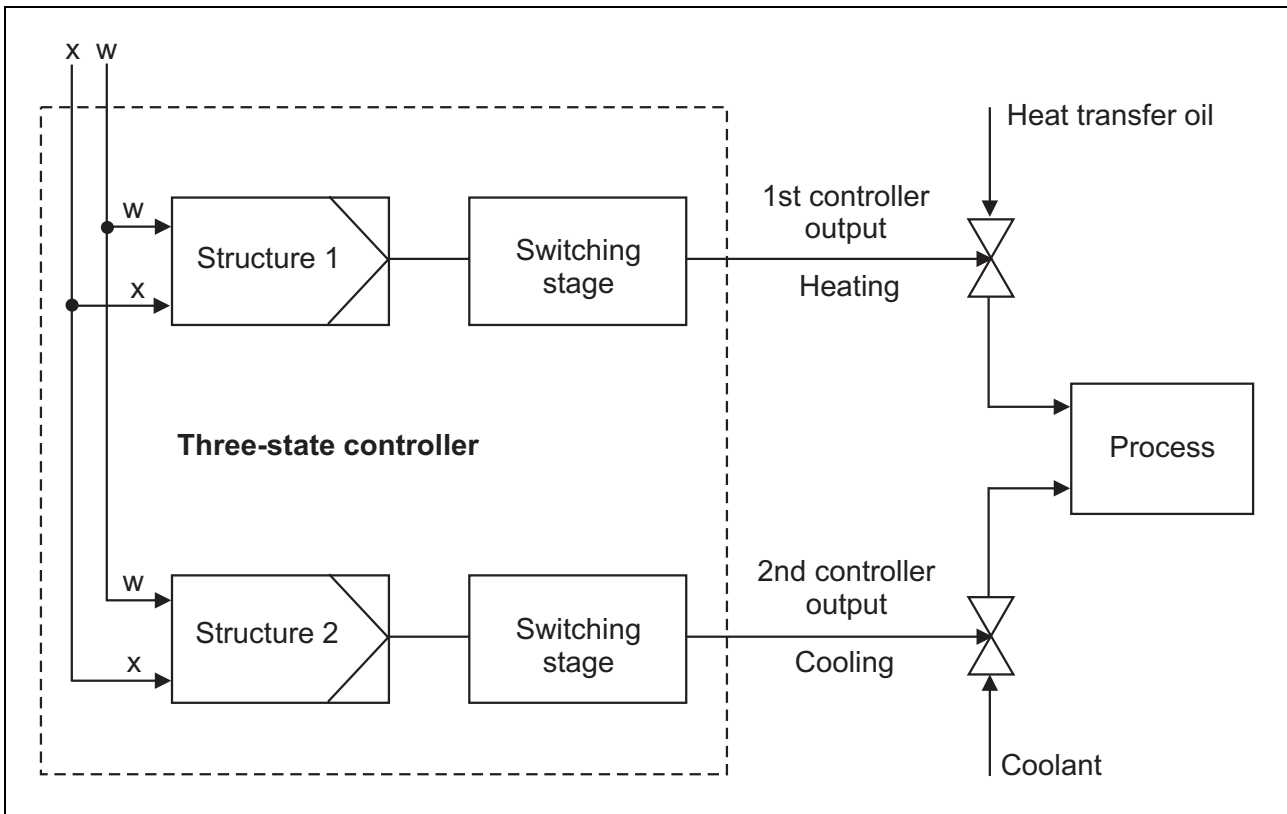 x w
Heat transfer oil
w
x
Structure 1
Switching
stage
1st controller
output
Heating
Three-state controller
Process
w
x
Structure 2
Switching
stage
2nd controller
output
Cooling
Coolant